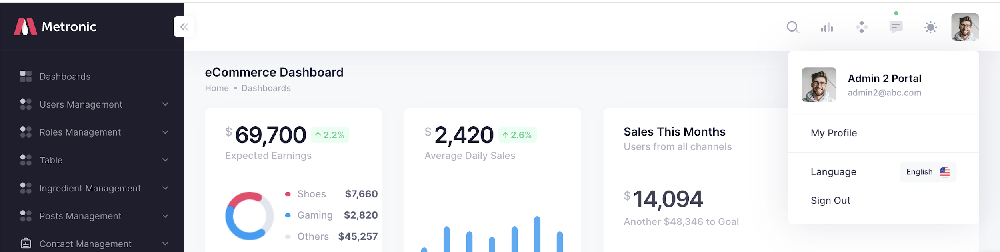 Metronic
Dashboards
Users Management
Roles Management
Table
Ingredient Management
Posts Management
Contact Management
eCommerce Dashboard
Home - Dashboards
$ 69,700 ↑ 2.2%
Expected Earnings
Shoes $7,660
Gaming $2,820
Others $45,257
$ 2,420 ↑ 2.6%
Average Daily Sales
Sales This Months
Users from all channels
$ 14,094
Another $48,346 to Goal
Admin 2 Portal
admin2@abc.com
My Profile
Language English
Sign Out